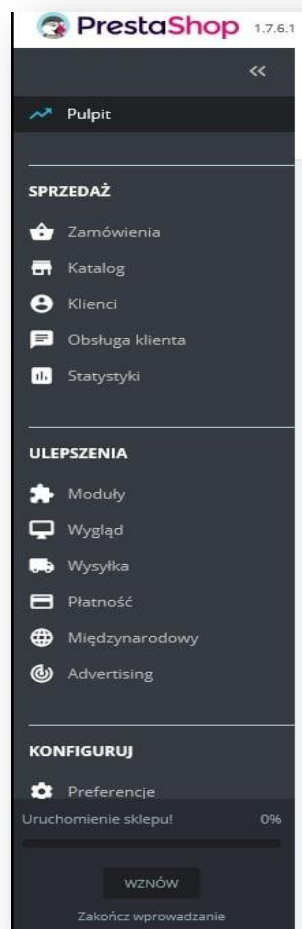 PrestaShop 1.7.6.1
Pulpit
SPRZEDAŻ
Zamówienia
Katalog
Klienci
Obsługa klienta
Statystyki
ULEPSZENIA
Moduły
Wygląd
Wysyłka
Płatność
Międzynarodowy
Advertising
KONFIGURUJ
Preferencje
Uruchomienie sklepu! 0%
WZNÓW
Zakończ wprowadzanie